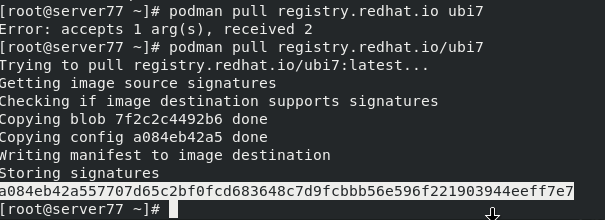 [root@server77 ~]# podman pull registry.redhat.io ubi7
Error: accepts 1 arg(s), received 2
[root@server77 ~]# podman pull registry.redhat.io/ubi7
Trying to pull registry.redhat.io/ubi7:latest...
Getting image source signatures
Checking if image destination supports signatures
Copying blob 7f2c2c4492b6 done
Copying config a084eb42a5 done
Writing manifest to image destination
Storing signatures
a084eb42a557707d65c2bf0fcd683648c7d9fcbbb56e596f221903944eeff7e7
[root@server77 ~]#